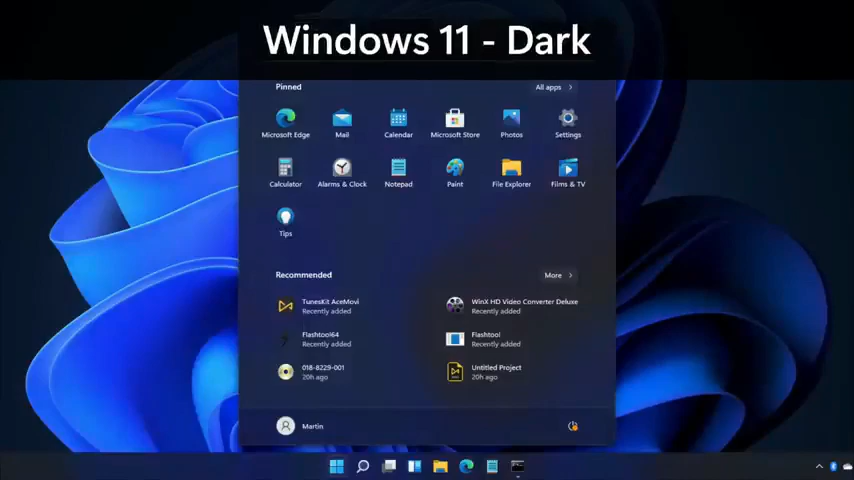 Windows 11 - Dark
Pinned
All apps
Microsoft Edge
Mail
Calendar
Microsoft Store
Photos
Settings
Calculator
Alarms & Clock
Notepad
Paint
File Explorer
Films & TV
Tips
Recommended
More
TunesKit AceMovi
Recently added
WinX HD Video Converter Deluxe
Recently added
Flashtool64
Recently added
Flashtool
Recently added
018-8229-001
20h ago
Untitled Project
20h ago
Martin